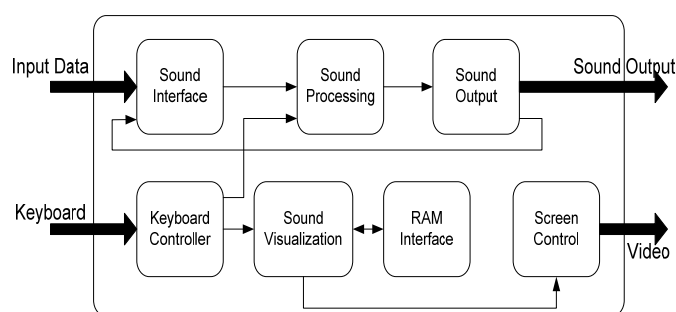 Input Data
Sound
Interface
Sound
Processing
Sound
Output
Sound Output
Keyboard
Keyboard
Controller
Sound
Visualization
RAM
Interface
Screen
Control
Video